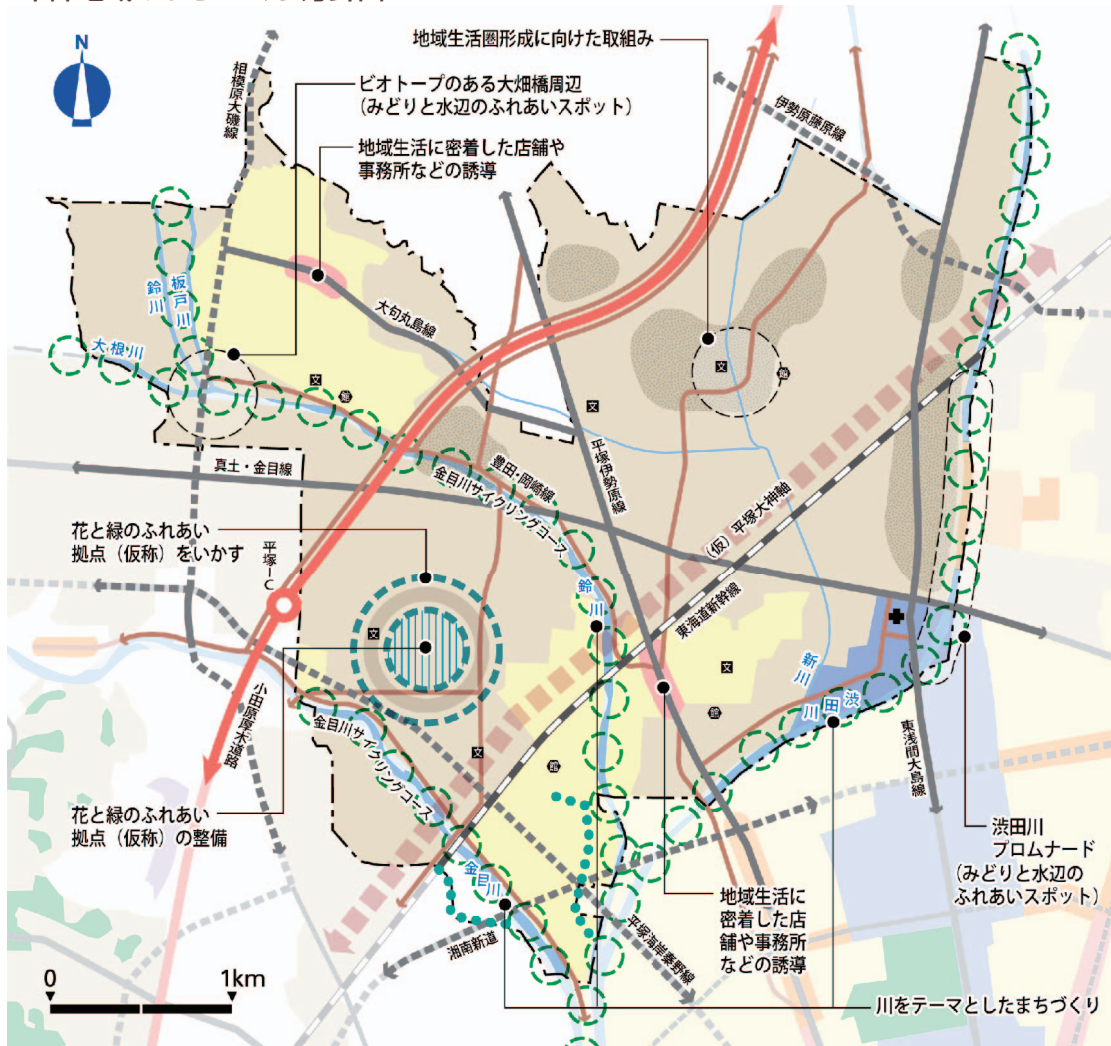 N
地域生活圏形成に向けた取組み
相模原大磯線
ビオトープのある大畑橋周辺
(みどりと水辺のふれあいスポット)
伊勢原藤原線
地域生活に密着した店舗や
事務所などの誘導
鈴川
板戸川
大句丸島線
大根川
文
館
文
館
文
真土・金目線
豊田・岡崎線
金目川サイクリングコース
平塚伊勢原線
(仮)平塚大神軸
花と緑のふれあい
拠点(仮称)をいかす
平塚IC
鈴川
東海道新幹線
文
文
新川
渋田川
館
小田原厚木道路
金目川サイクリングコース
文
館
東浅間大島線
花と緑のふれあい
拠点(仮称)の整備
渋田川
プロムナード
(みどりと水辺の
ふれあいスポット)
金目川
地域生活に
密着した店
舗や事務所
などの誘導
湘南新道
平塚海岸秦野線
0
1km
川をテーマとしたまちづくり